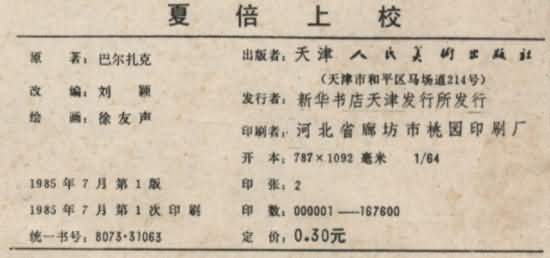 夏倍上校
原著：巴尔扎克
改编：刘颖
绘画：徐友声
1985年7月第1版
1985年7月第1次印刷
统一书号：8073·31063
出版者：天津人民美術出版社
（天津市和平区马场道214号）
发行者：新华书店天津发行所发行
印刷者：河北省廊坊市桃园印刷厂
开本：787×1092毫米 1/64
印张：2
印数：000001—167600
定价：0.30元